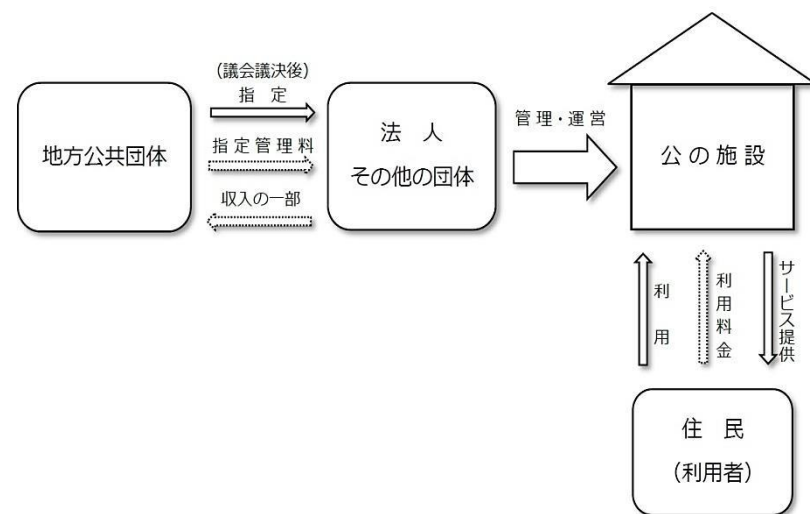 (議会議決後)
指　定
地方公共団体
指 定 管 理 料
収入の一部
法　人
その他の団体
管 理・運 営
公 の 施 設
利用
利用料金
サービス提供
住　民
(利用者)